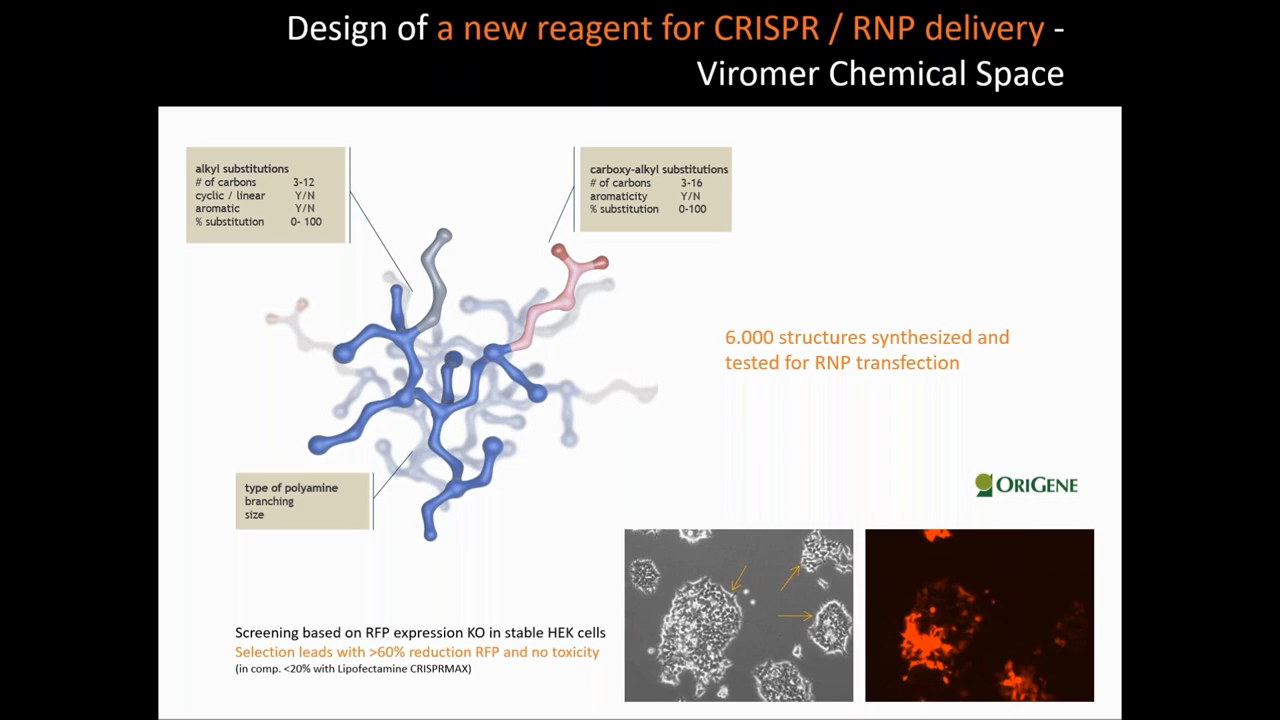 Design of a new reagent for CRISPR / RNP delivery -
Viromer Chemical Space
alkyl substitutions
# of carbons 3-12
cyclic / linear Y/N
aromatic Y/N
% substitution 0- 100
carboxy-alkyl substitutions
# of carbons 3-16
aromaticity Y/N
% substitution 0-100
6.000 structures synthesized and
tested for RNP transfection
type of polyamine
branching
size
ORIGENE
Screening based on RFP expression KO in stable HEK cells
Selection leads with >60% reduction RFP and no toxicity
(in comp. <20% with Lipofectamine CRISPRMAX)